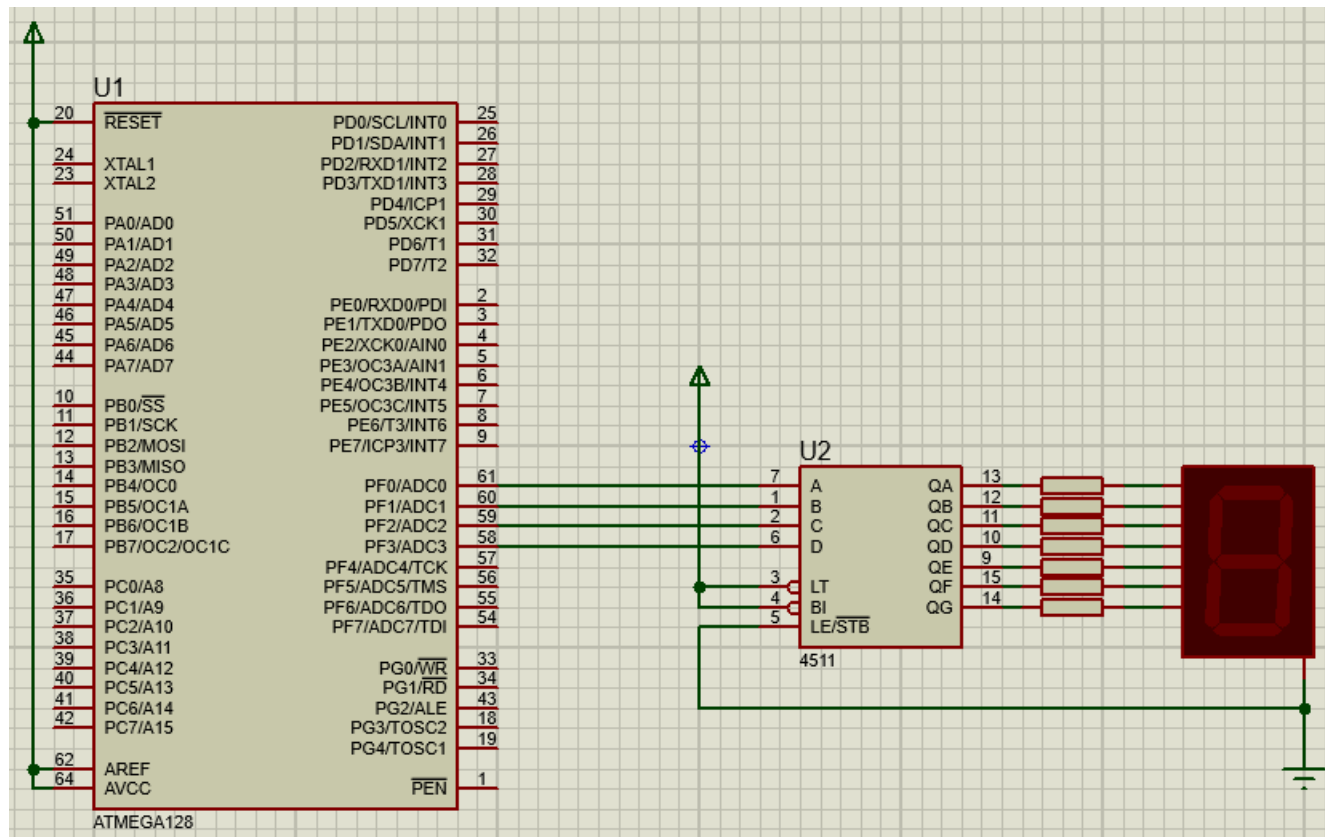 U1
20 RESET PD0/SCL/INT0 25
PD1/SDA/INT1 26
24 XTAL1 PD2/RXD1/INT2 27
23 XTAL2 PD3/TXD1/INT3 28
PD4/ICP1 29
51 PA0/AD0 PD5/XCK1 30
50 PA1/AD1 PD6/T1 31
49 PA2/AD2 PD7/T2 32
48 PA3/AD3
47 PA4/AD4 PE0/RXD0/PDI 2
46 PA5/AD5 PE1/TXD0/PDO 3
45 PA6/AD6 PE2/XCK0/AIN0 4
44 PA7/AD7 PE3/OC3A/AIN1 5
PE4/OC3B/INT4 6
10 PB0/SS PE5/OC3C/INT5 7
11 PB1/SCK PE6/T3/INT6 8
12 PB2/MOSI PE7/ICP3/INT7 9
13 PB3/MISO
14 PB4/OC0 PF0/ADC0 61
15 PB5/OC1A PF1/ADC1 60
16 PB6/OC1B PF2/ADC2 59
17 PB7/OC2/OC1C PF3/ADC3 58
PF4/ADC4/TCK 57
35 PC0/A8 PF5/ADC5/TMS 56
36 PC1/A9 PF6/ADC6/TDO 55
37 PC2/A10 PF7/ADC7/TDI 54
38 PC3/A11
39 PC4/A12 PG0/WR 33
40 PC5/A13 PG1/RD 34
41 PC6/A14 PG2/ALE 43
42 PC7/A15 PG3/TOSC2 18
PG4/TOSC1 19
62 AREF
64 AVCC PEN 1
ATMEGA128
U2
7 A QA 13
1 B QB 12
2 C QC 11
6 D QD 10
QE 9
3 LT QF 15
4 BI QG 14
5 LE/STB
4511